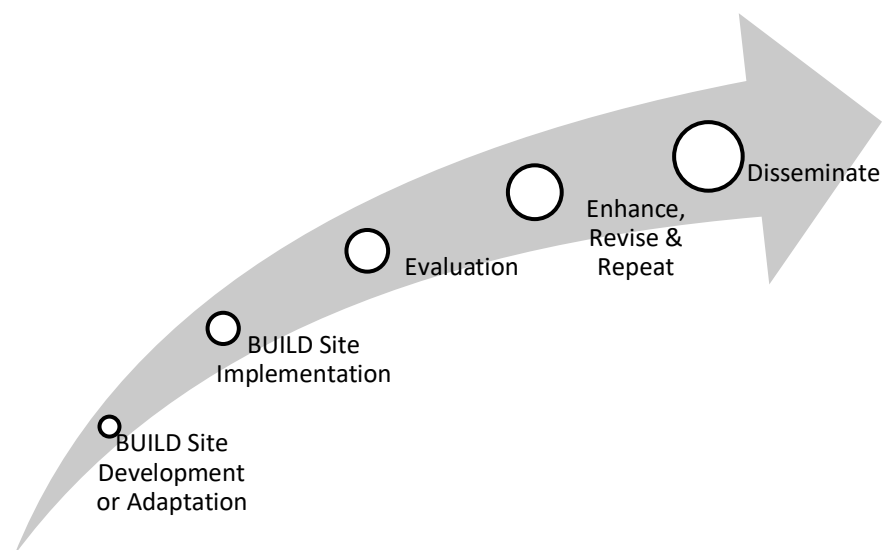 Disseminate
Enhance,
Revise &
Repeat
Evaluation
BUILD Site
Implementation
BUILD Site
Development
or Adaptation